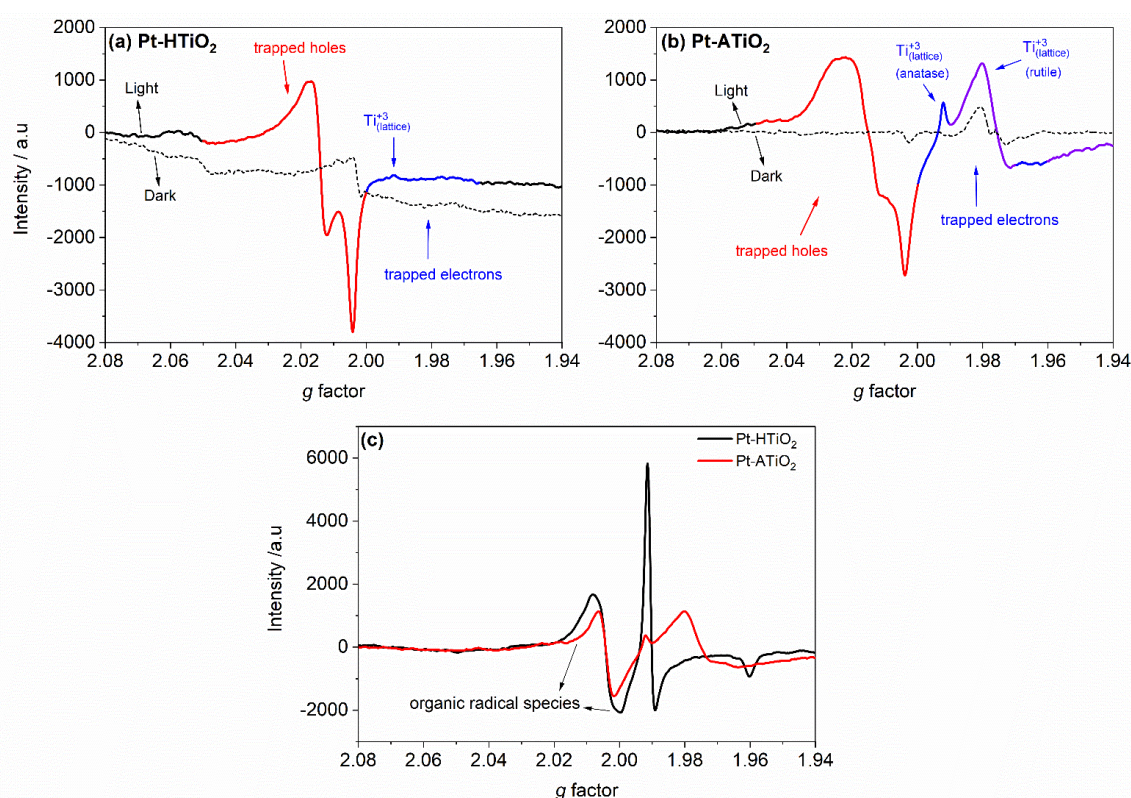 (a) Pt-HTiO2
trapped holes
Light
Ti+3(lattice)
Dark
trapped electrons
Intensity / a.u
2000
1000
0
-1000
-2000
-3000
-4000
2.08 2.06 2.04 2.02 2.00 1.98 1.96 1.94
g factor
(b) Pt-ATiO2
Ti+3(lattice)
(anatase)
Ti+3(lattice)
(rutile)
Light
Dark
trapped holes
trapped electrons
2000
1000
0
-1000
-2000
-3000
-4000
2.08 2.06 2.04 2.02 2.00 1.98 1.96 1.94
g factor
(c)
Pt-HTiO2
Pt-ATiO2
organic radical species
Intensity /a.u
6000
4000
2000
0
-2000
2.08 2.06 2.04 2.02 2.00 1.98 1.96 1.94
g factor